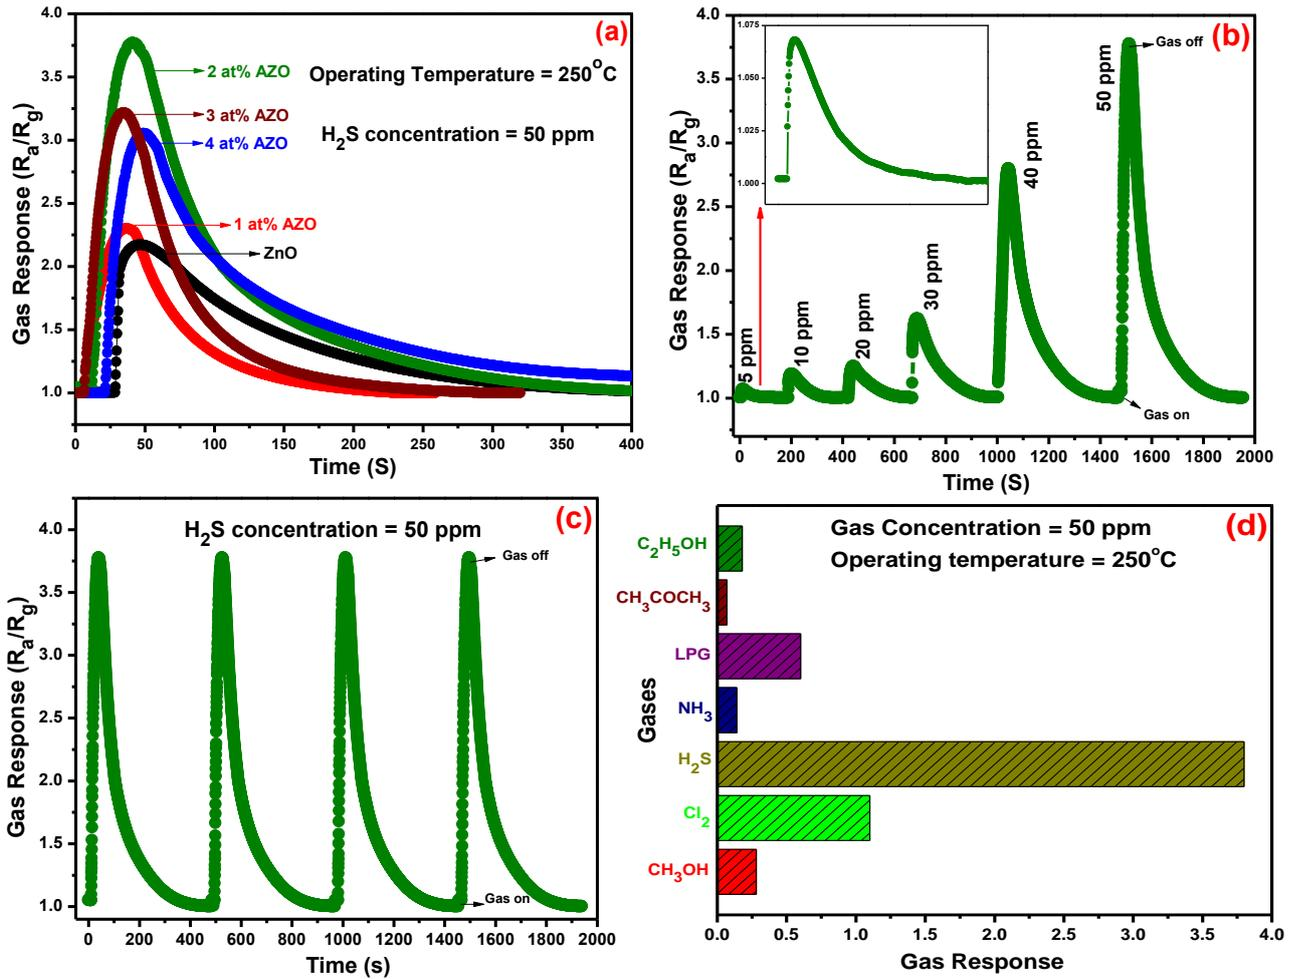 (a)
4.0
3.5
3.0
2.5
2.0
1.5
1.0
Gas Response (Ra/Rg)
2 at% AZO
3 at% AZO
4 at% AZO
1 at% AZO
ZnO
Operating Temperature = 250°C
H2S concentration = 50 ppm
0 50 100 150 200 250 300 350 400
Time (S)
(b)
4.0
3.5
3.0
2.5
2.0
1.5
1.0
Gas Response (Ra/Rg)
1.075
1.050
1.025
1.000
5 ppm
10 ppm
20 ppm
30 ppm
40 ppm
50 ppm
Gas off
Gas on
0 200 400 600 800 1000 1200 1400 1600 1800 2000
Time (S)
(c)
H2S concentration = 50 ppm
4.0
3.5
3.0
2.5
2.0
1.5
1.0
Gas Response (Ra/Rg)
Gas off
Gas on
0 200 400 600 800 1000 1200 1400 1600 1800 2000
Time (s)
(d)
Gas Concentration = 50 ppm
Operating temperature = 250°C
Gases
C2H5OH
CH3COCH3
LPG
NH3
H2S
Cl2
CH3OH
0.0 0.5 1.0 1.5 2.0 2.5 3.0 3.5 4.0
Gas Response